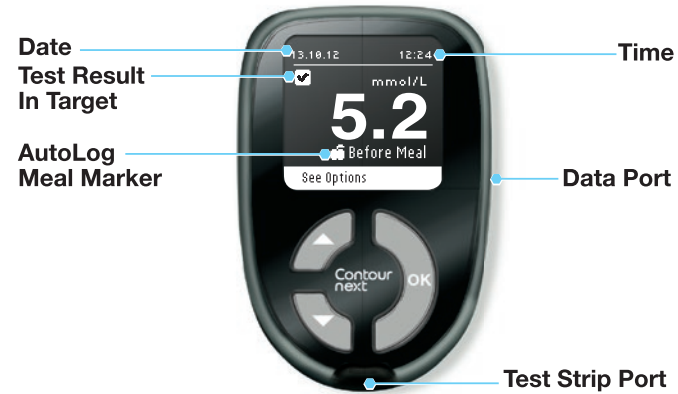 Date
Test Result
In Target
AutoLog
Meal Marker
13.10.12 12:24
mmol/L
5.2
Before Meal
See Options
Contour
next
OK
Time
Data Port
Test Strip Port